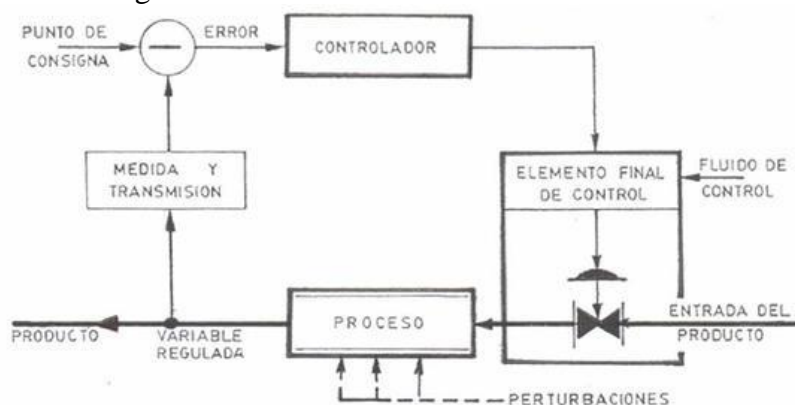 PUNTO DE
CONSIGNA
ERROR
CONTROLADOR
MEDIDA Y
TRANSMISION
ELEMENTO FINAL
DE CONTROL
FLUIDO DE
CONTROL
PRODUCTO
VARIABLE
REGULADA
PROCESO
ENTRADA DEL
PRODUCTO
PERTURBACIONES